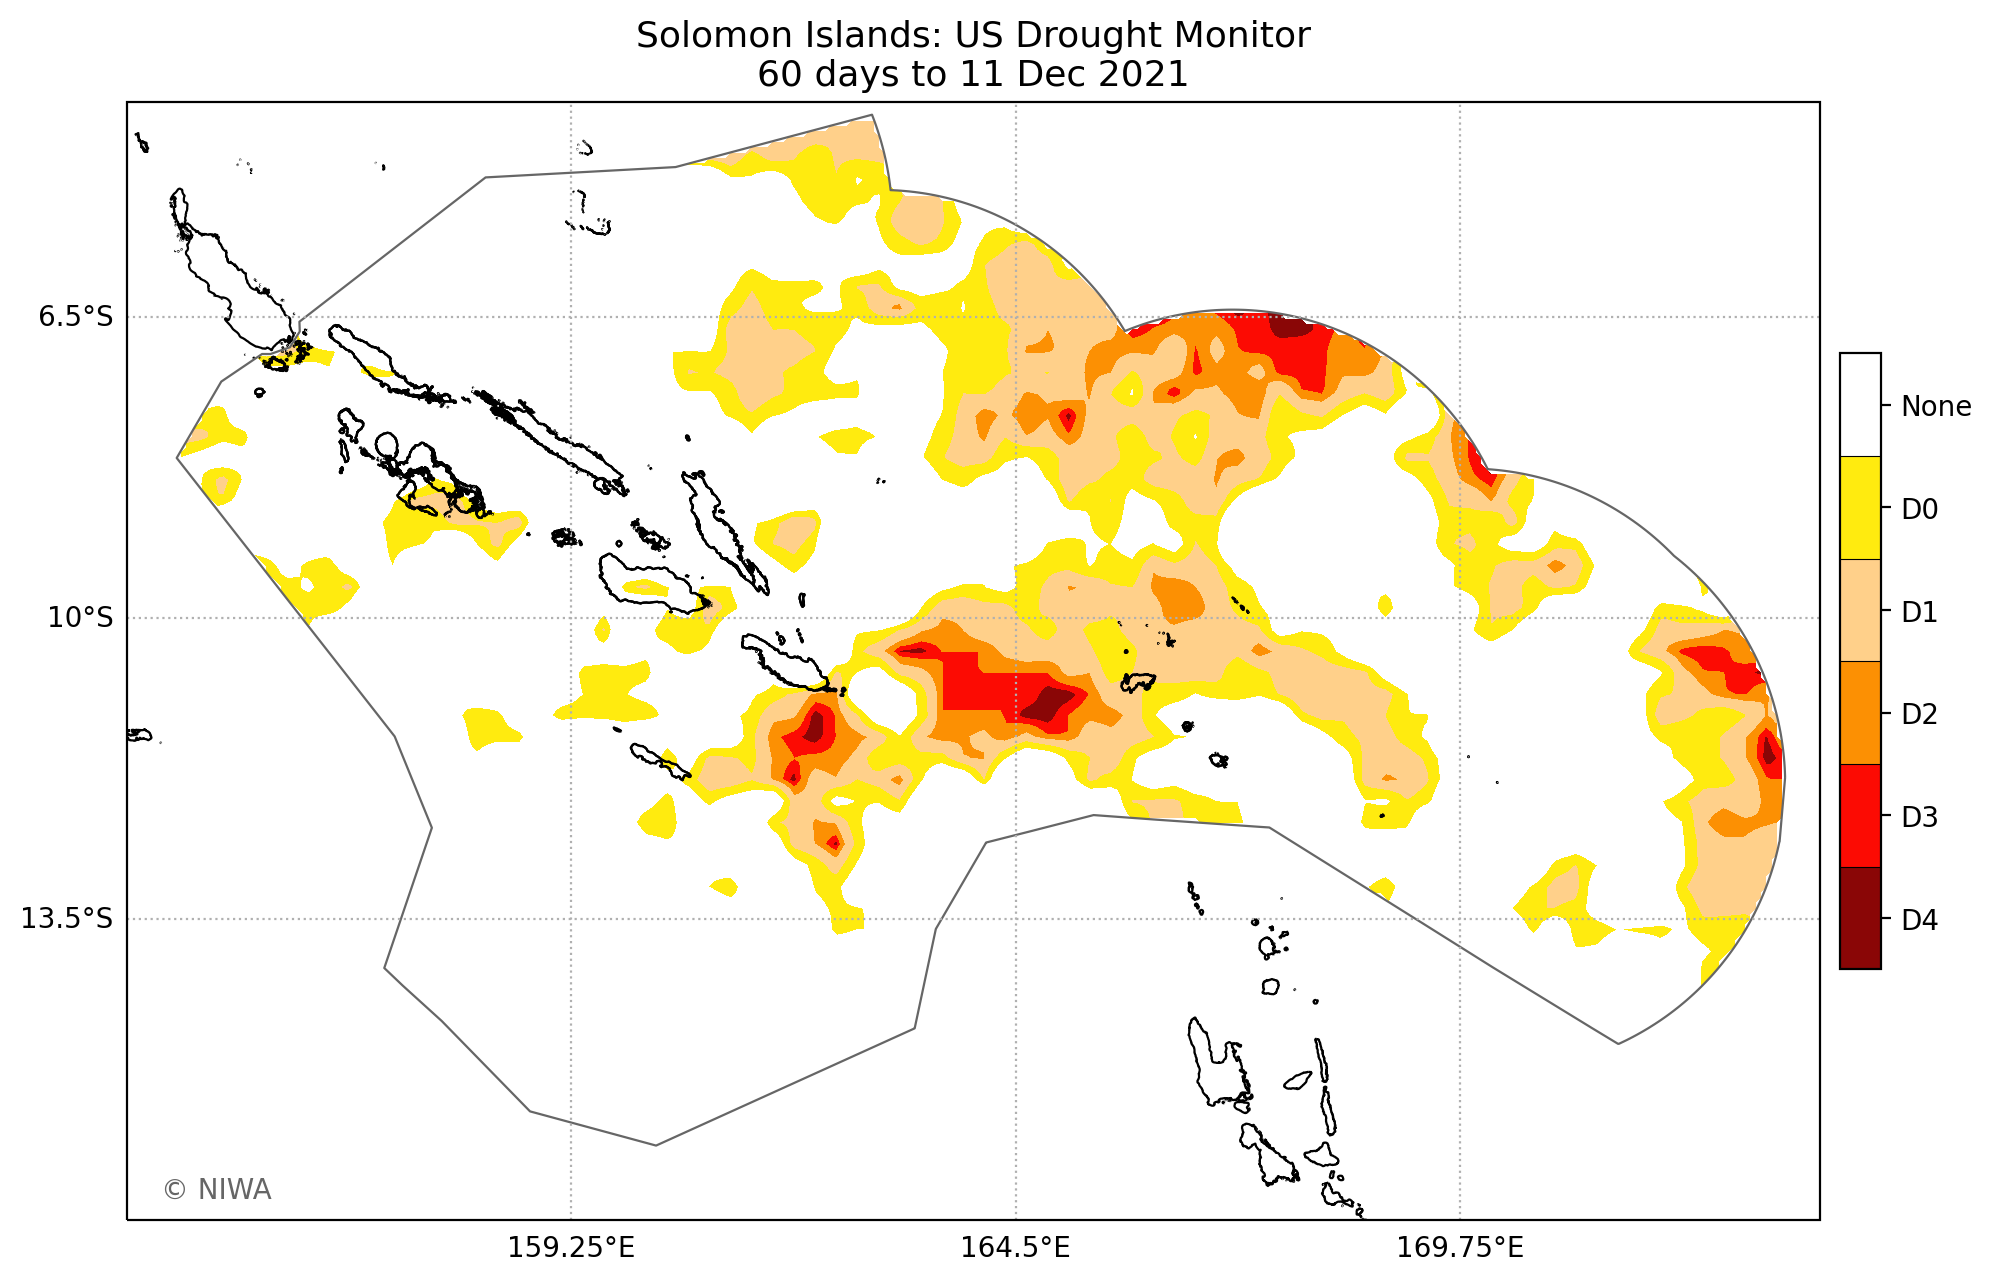 Solomon Islands: US Drought Monitor
60 days to 11 Dec 2021
6.5°S
10°S
13.5°S
159.25°E
164.5°E
169.75°E
None
D0
D1
D2
D3
D4
© NIWA